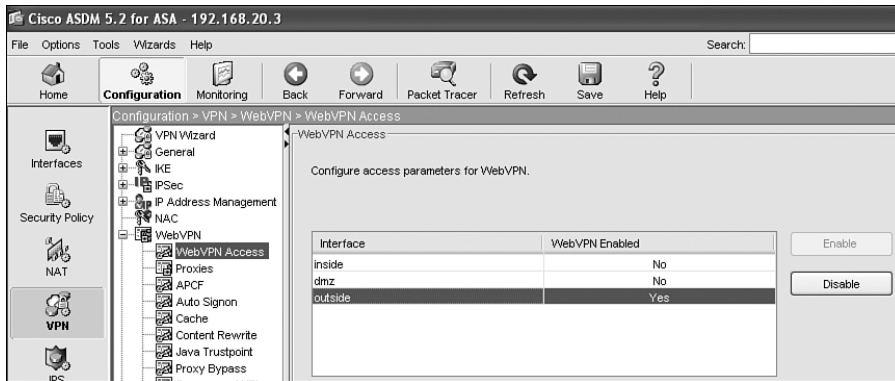 Cisco ASDM 5.2 for ASA - 192.168.20.3
File Options Tools Wizards Help Search:
Home Configuration Monitoring Back Forward Packet Tracer Refresh Save Help
Configuration > VPN > WebVPN > WebVPN Access
Interfaces
Security Policy
NAT
VPN
IPS
VPN Wizard
General
IKE
IPSec
IP Address Management
NAC
WebVPN
WebVPN Access
Proxies
APCF
Auto Signon
Cache
Content Rewrite
Java Trustpoint
Proxy Bypass
WebVPN Access
Configure access parameters for WebVPN.
Interface WebVPN Enabled
inside No
dmz No
outside Yes
Enable
Disable